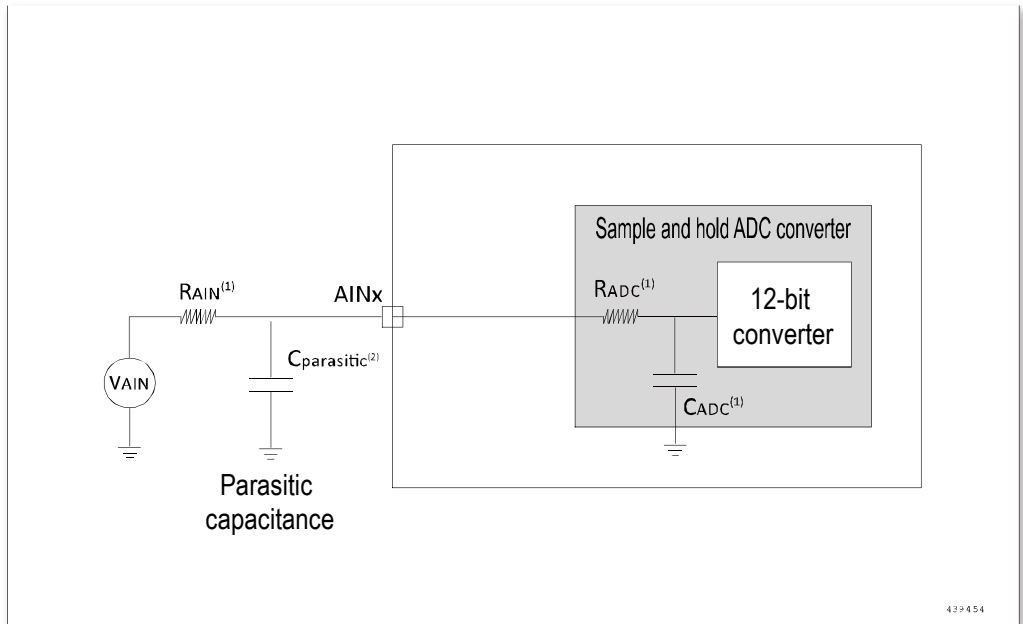 Sample and hold ADC converter
RAIN(1)
AINx
RADC(1)
12-bit
converter
Cparasitic(2)
VAIN
CADC(1)
Parasitic
capacitance
439454